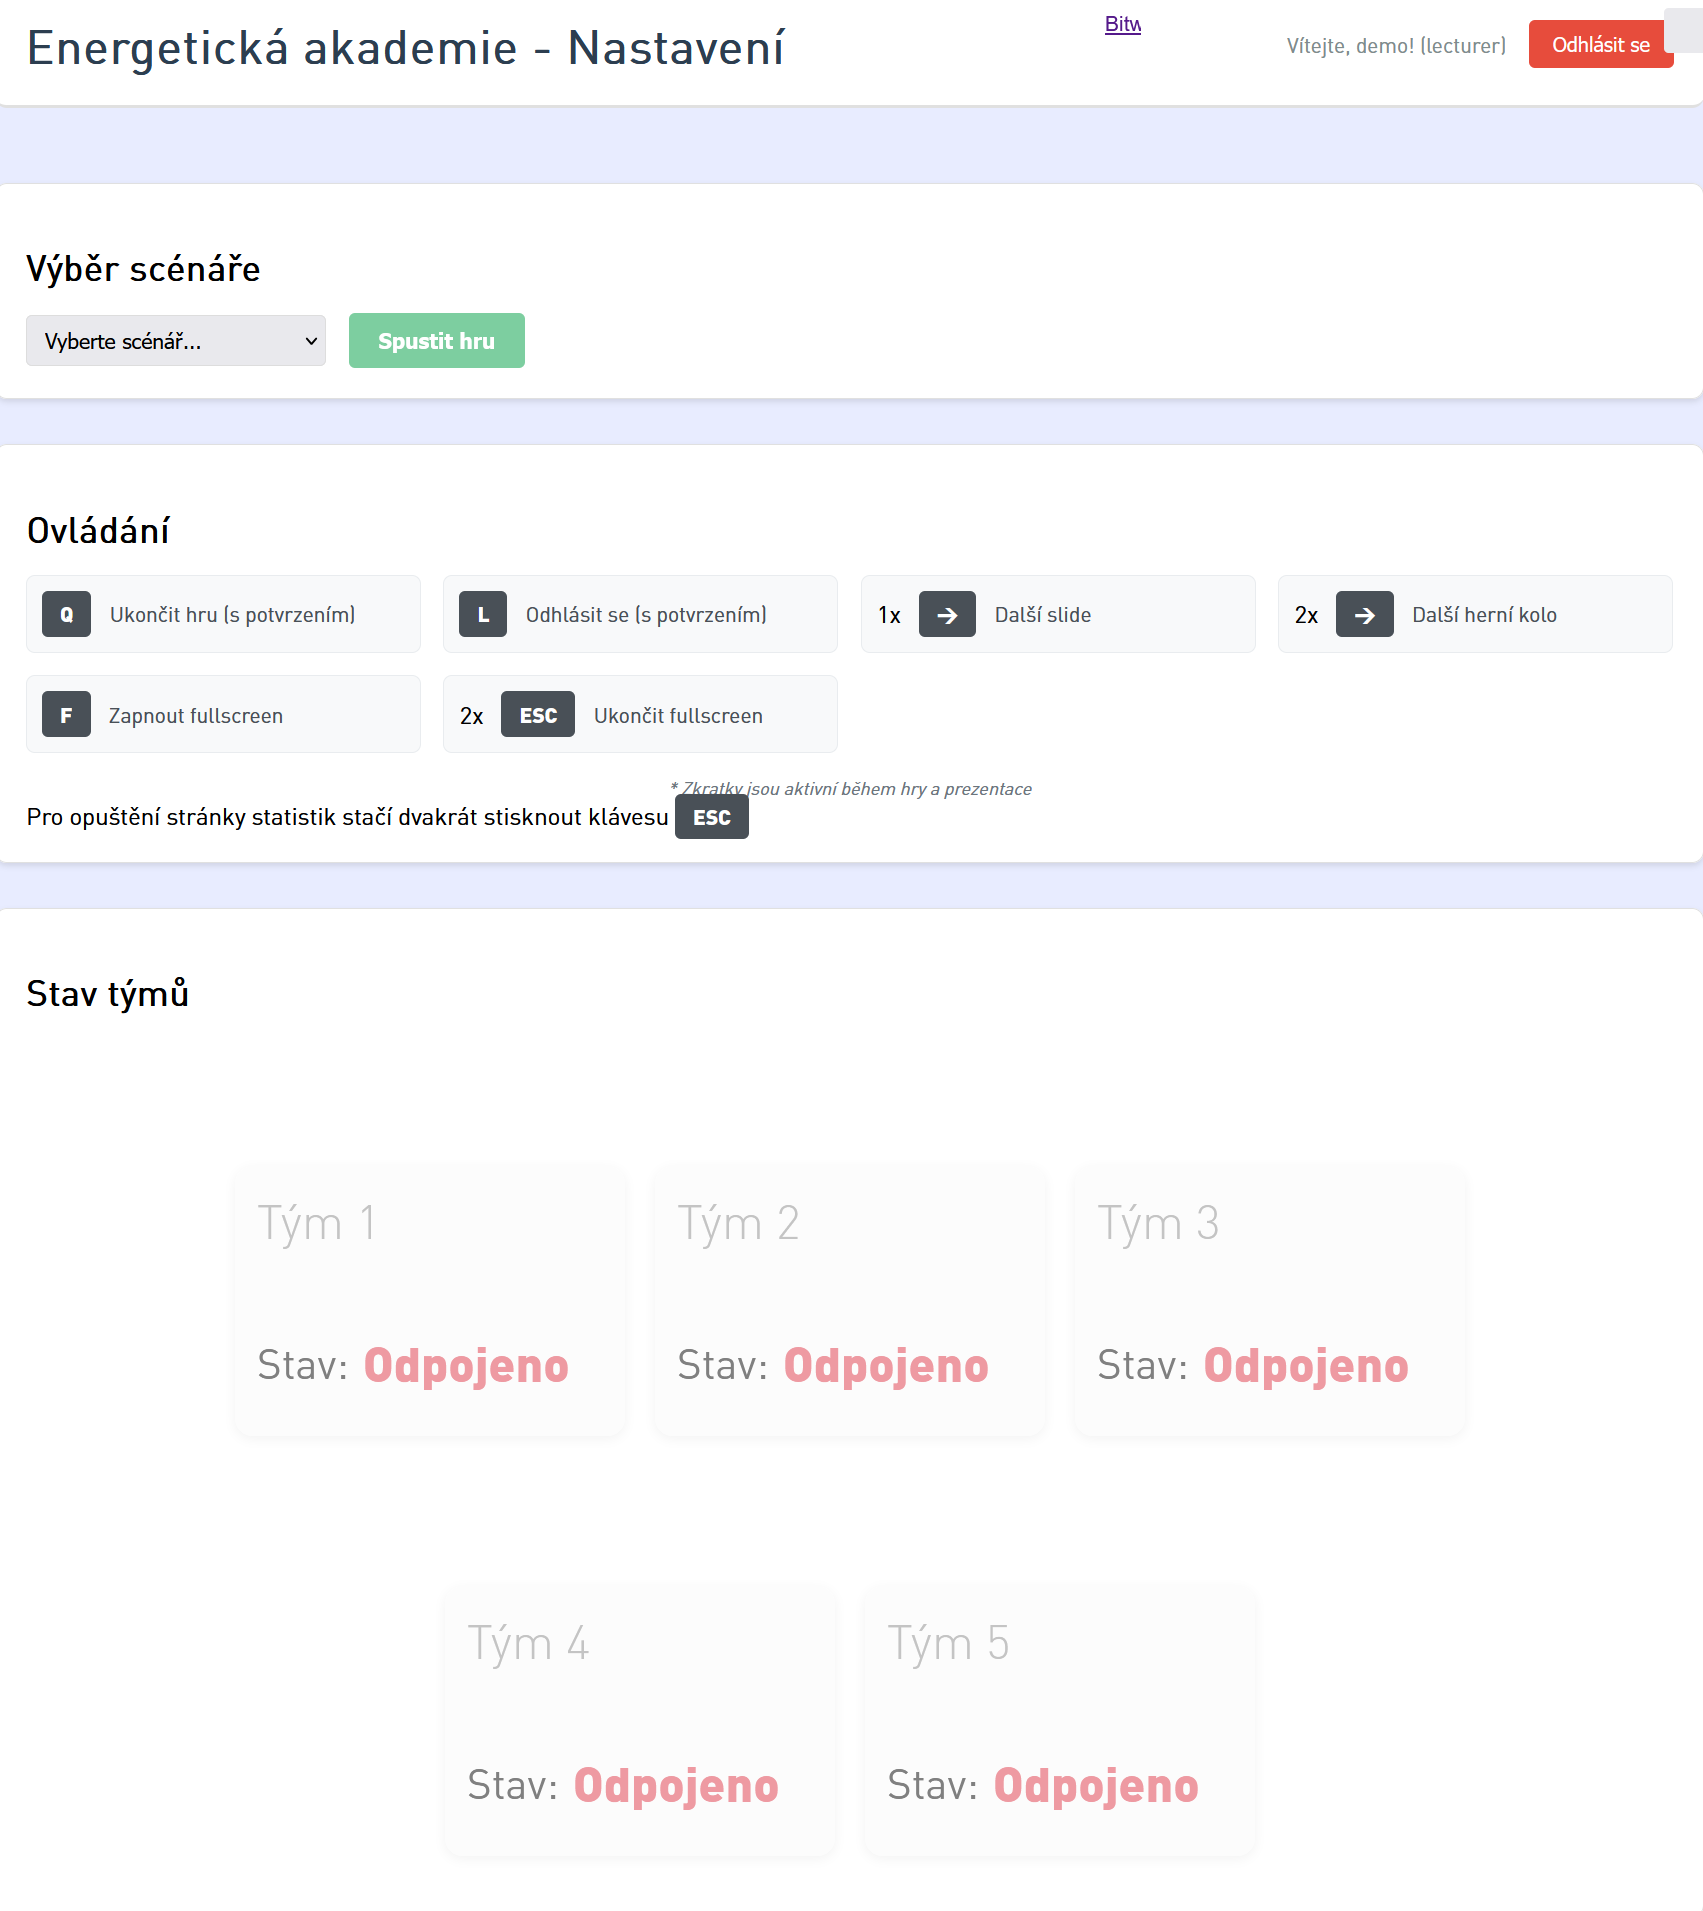 Energetická akademie - Nastavení
Bitw
Vítejte, demo! (lecturer)
Odhlásit se
Výběr scénáře
Vyberte scénář...
Spustit hru
Ovládání
Q Ukončit hru (s potvrzením)
L Odhlásit se (s potvrzením)
1x → Další slide
2x → Další herní kolo
F Zapnout fullscreen
2x ESC Ukončit fullscreen
* Zkratky jsou aktivní během hry a prezentace
Pro opuštění stránky statistik stačí dvakrát stisknout klávesu ESC
Stav týmů
Tým 1
Stav: Odpojeno
Tým 2
Stav: Odpojeno
Tým 3
Stav: Odpojeno
Tým 4
Stav: Odpojeno
Tým 5
Stav: Odpojeno